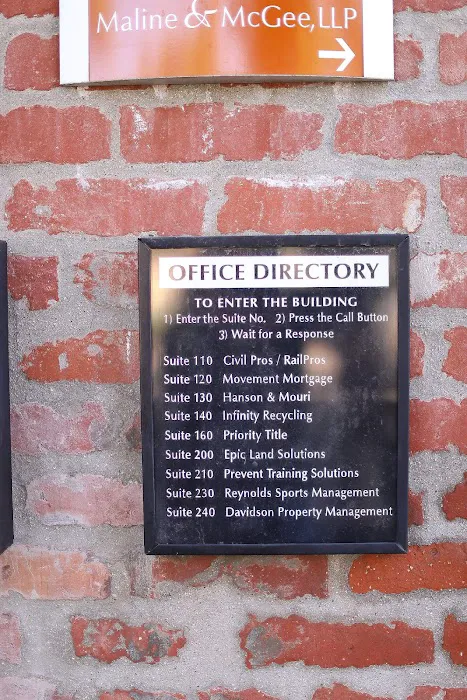 Maline & McGee, LLP
OFFICE DIRECTORY
TO ENTER THE BUILDING
1) Enter the Suite No. 2) Press the Call Button
3) Wait for a Response
Suite 110 Civil Pros / RailPros
Suite 120 Movement Mortgage
Suite 130 Hanson & Mouri
Suite 140 Infinity Recycling
Suite 160 Priority Title
Suite 200 Epic Land Solutions
Suite 210 Prevent Training Solutions
Suite 230 Reynolds Sports Management
Suite 240 Davidson Property Management